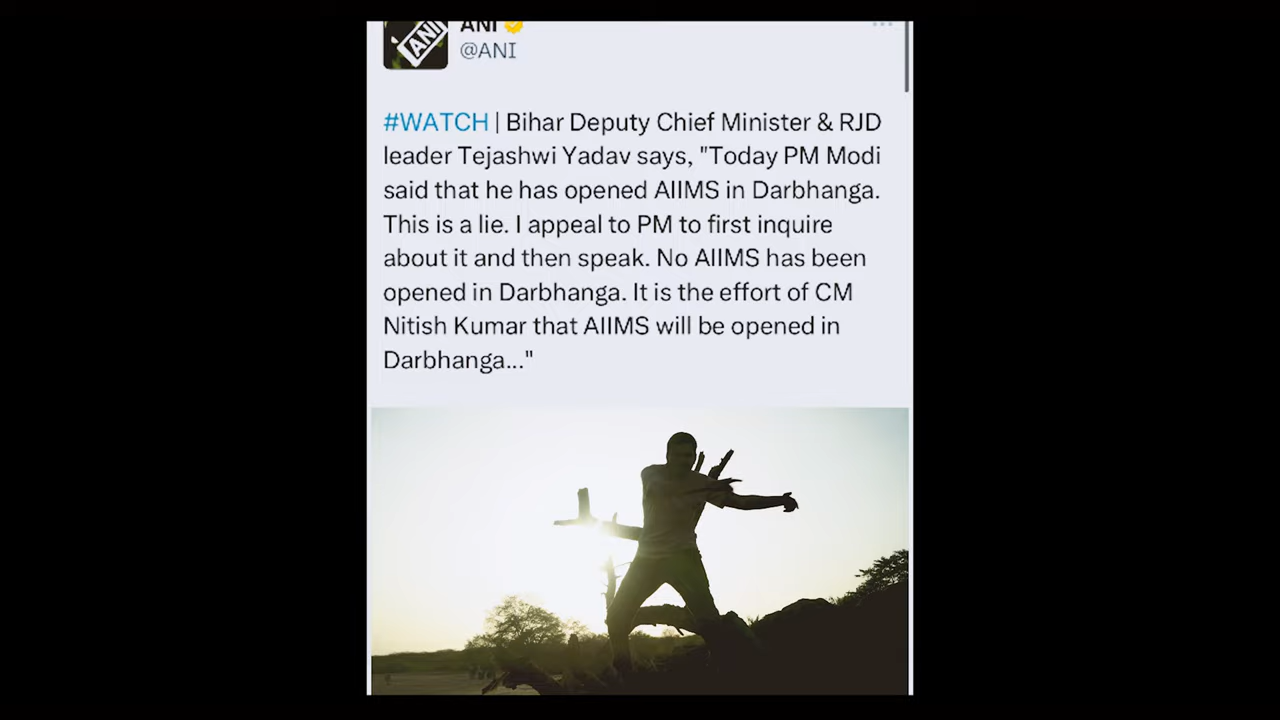 ANI
ANI
@ANI
#WATCH | Bihar Deputy Chief Minister & RJD
leader Tejashwi Yadav says, "Today PM Modi
said that he has opened AIIMS in Darbhanga.
This is a lie. I appeal to PM to first inquire
about it and then speak. No AIIMS has been
opened in Darbhanga. It is the effort of CM
Nitish Kumar that AIIMS will be opened in
Darbhanga..."